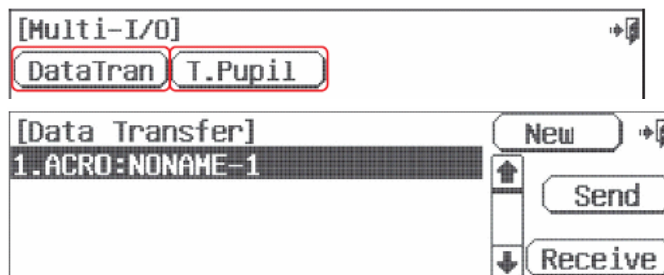 [Multi-I/O]
DataTran T.Pupil
[Data Transfer] New
1.ACRO:NONAME-1
Send
Receive